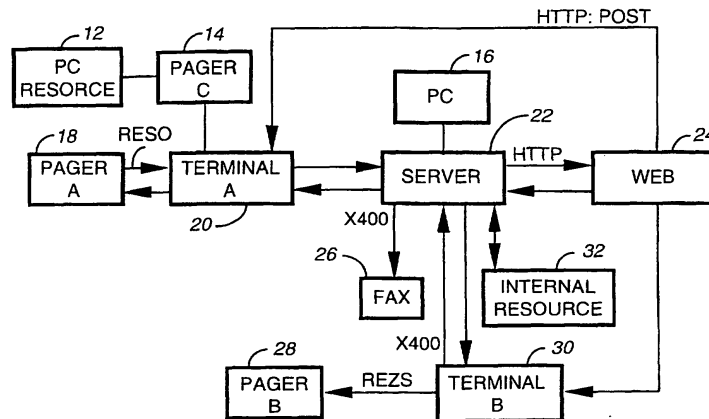 HTTP: POST
12
14
PC
RESORCE
PAGER
C
16
PC
18
RESO
22
24
PAGER
A
TERMINAL
A
SERVER
HTTP
WEB
20
X400
26
32
FAX
INTERNAL
RESOURCE
28
X400
30
PAGER
B
REZS
TERMINAL
B